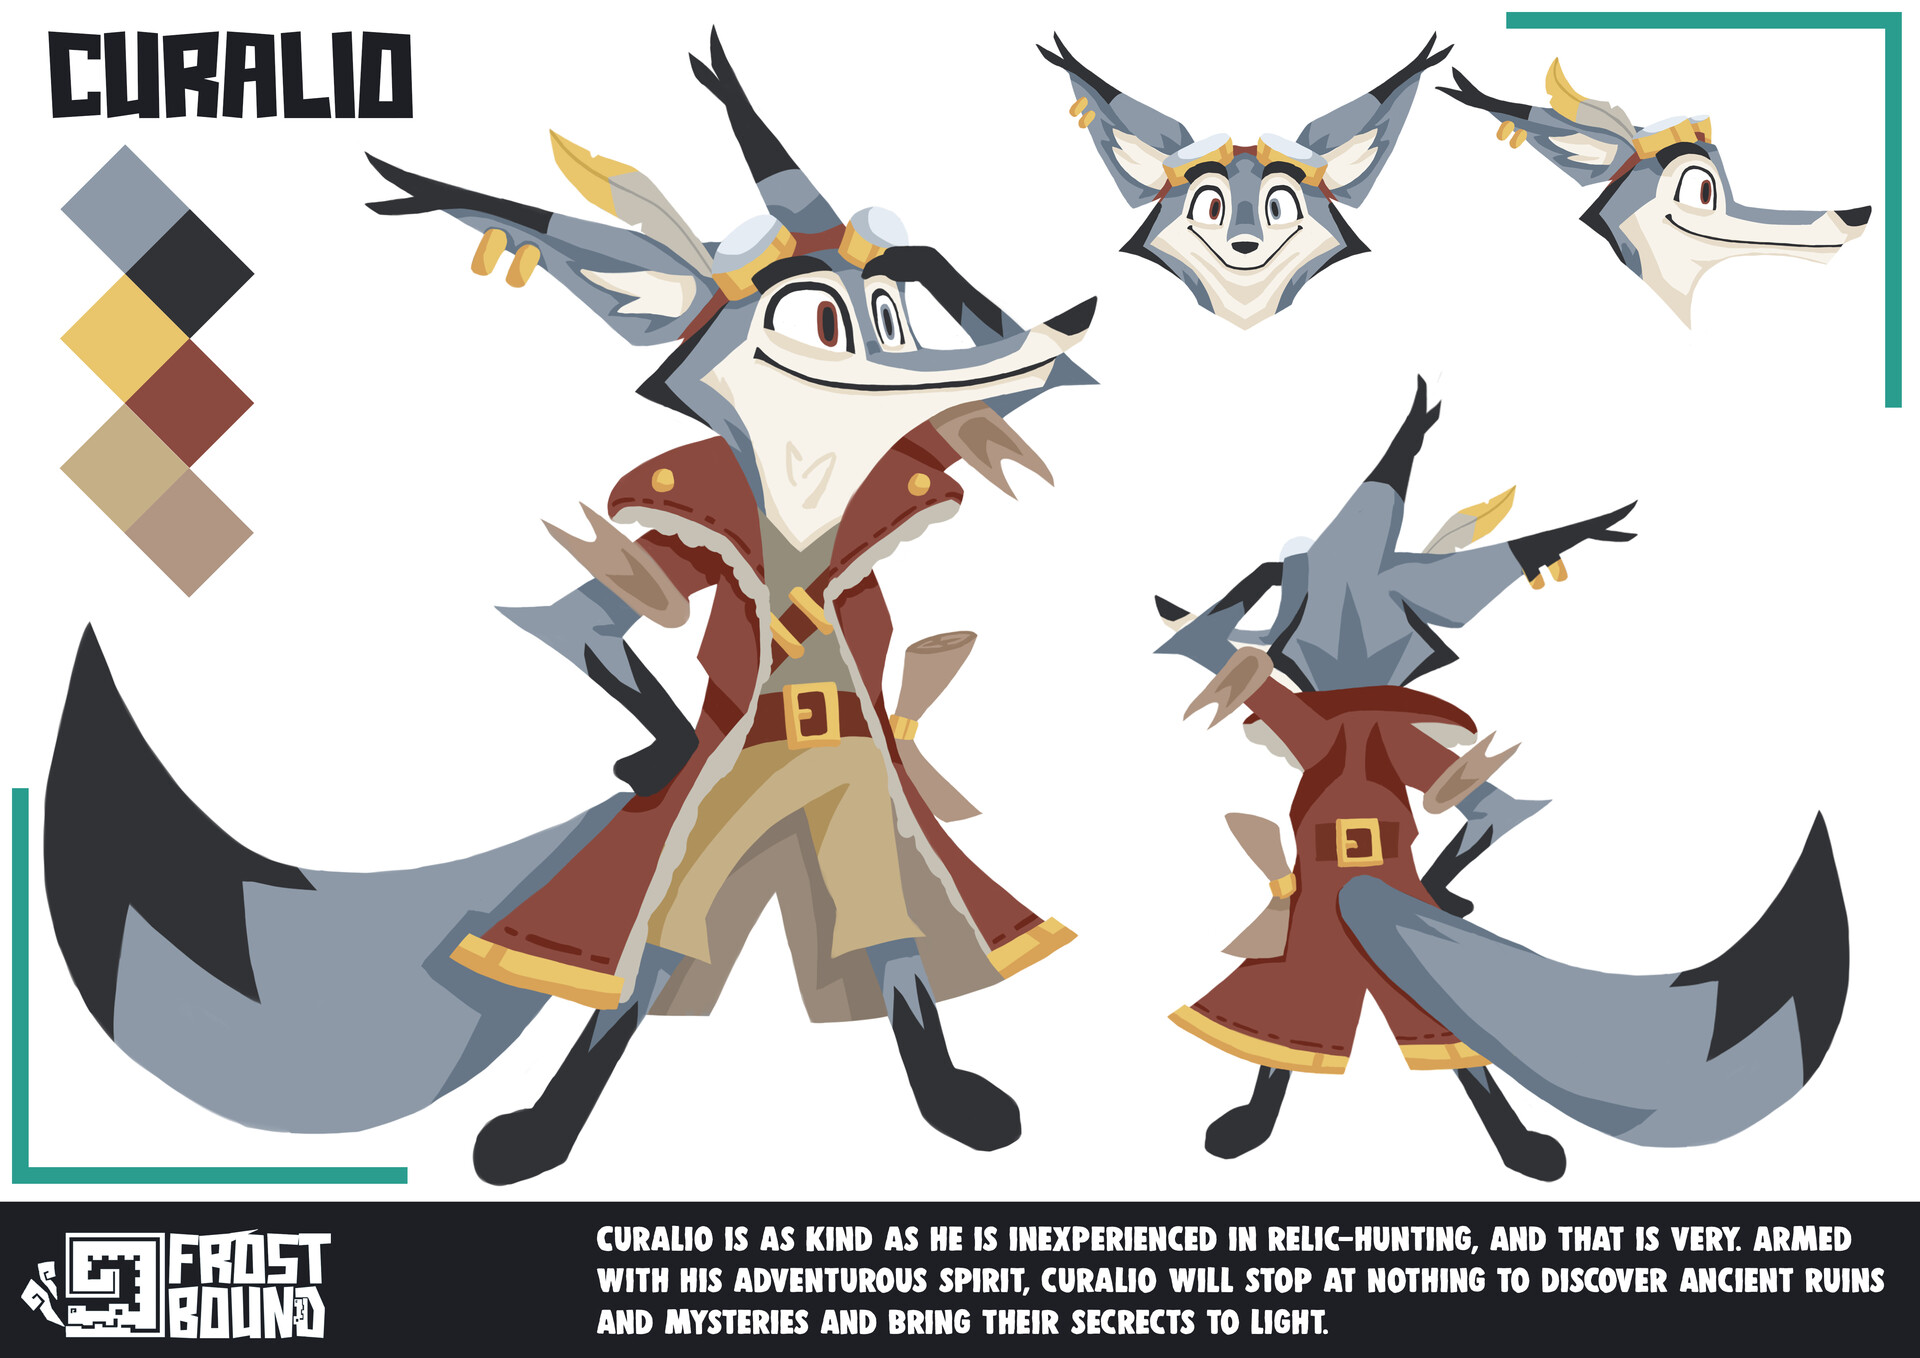 CURALIO
FROST
BOUND
CURALIO IS AS KIND AS HE IS INEXPERIENCED IN RELIC-HUNTING, AND THAT IS VERY. ARMED
WITH HIS ADVENTUROUS SPIRIT, CURALIO WILL STOP AT NOTHING TO DISCOVER ANCIENT RUINS
AND MYSTERIES AND BRING THEIR SECRECTS TO LIGHT.